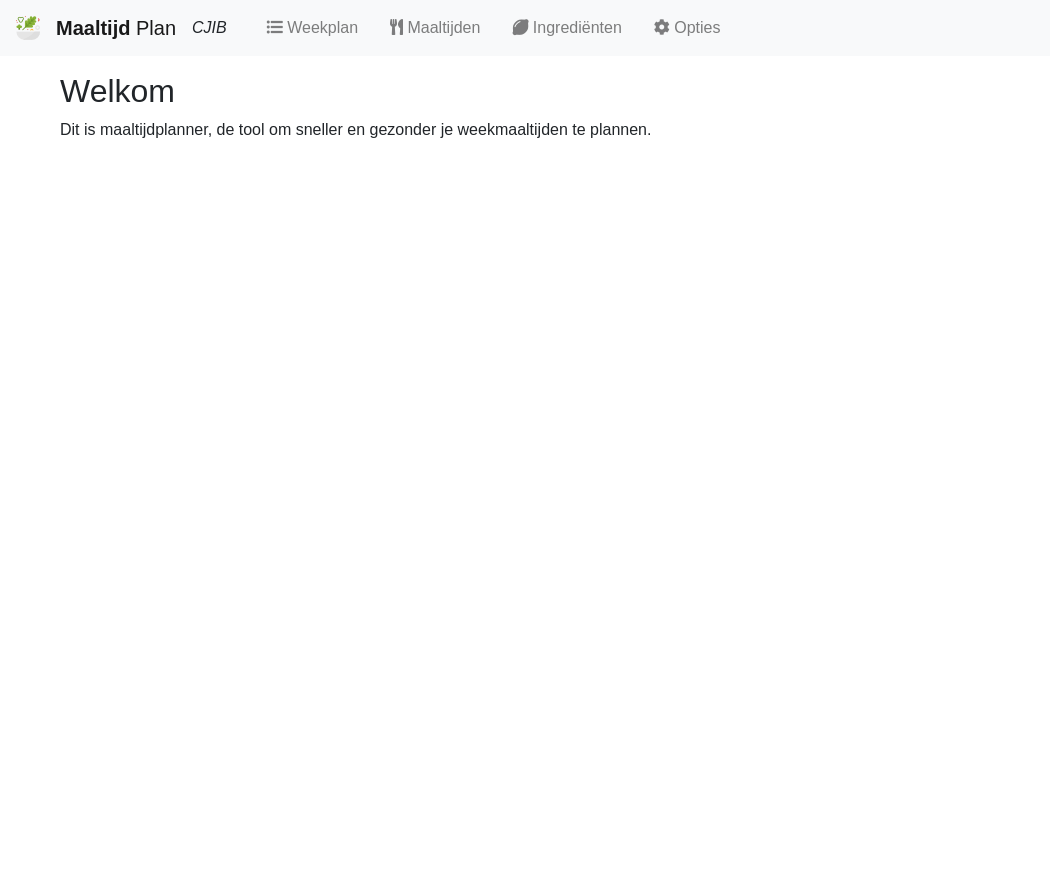 Maaltijd Plan CJIB Weekplan Maaltijden Ingrediënten Opties
Welkom
Dit is maaltijdplanner, de tool om sneller en gezonder je weekmaaltijden te plannen.